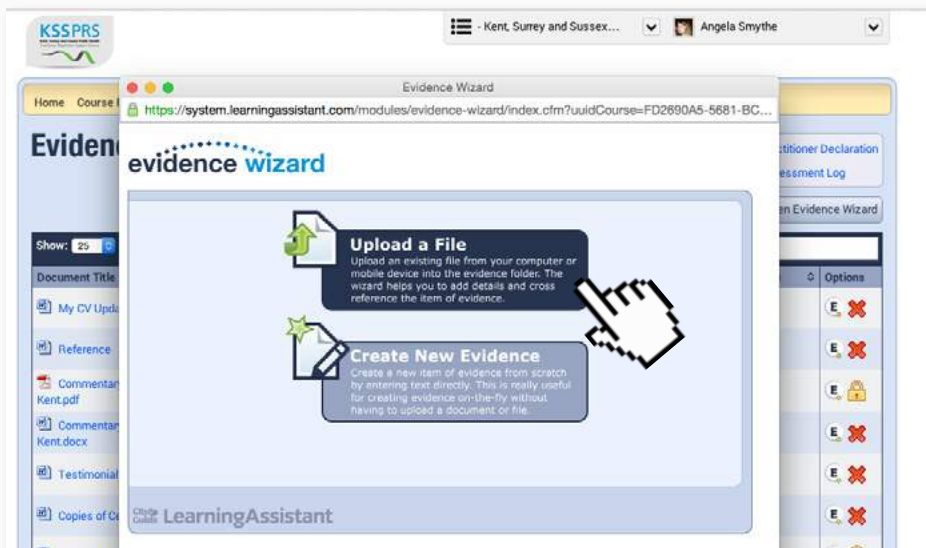 KSSPRS
- Kent, Surrey and Sussex...
Angela Smythe
Evidence Wizard
Home Course
https://system.learningassistant.com/modules/evidence-wizard/index.cfm?uuidCourse=FD2690A5-5681-BC...
Eviden
evidence wizard
titioner Declaration
essment Log
en Evidence Wizard
Upload a File
Upload an existing file from your computer or
mobile device into the evidence folder. The
wizard helps you to add details and cross
reference the item of evidence.
Show: 25
Document Title
Options
My CV Upda
E
Reference
E
Create New Evidence
Create a new item of evidence from scratch
by entering text directly. This is really useful
for creating evidence on-the-fly without
having to upload a document or file.
Commentar
Kent.pdf
E
Commentar
Kent.docx
E
Testimonial
E
Copies of Ce
E
City&
Guilds LearningAssistant